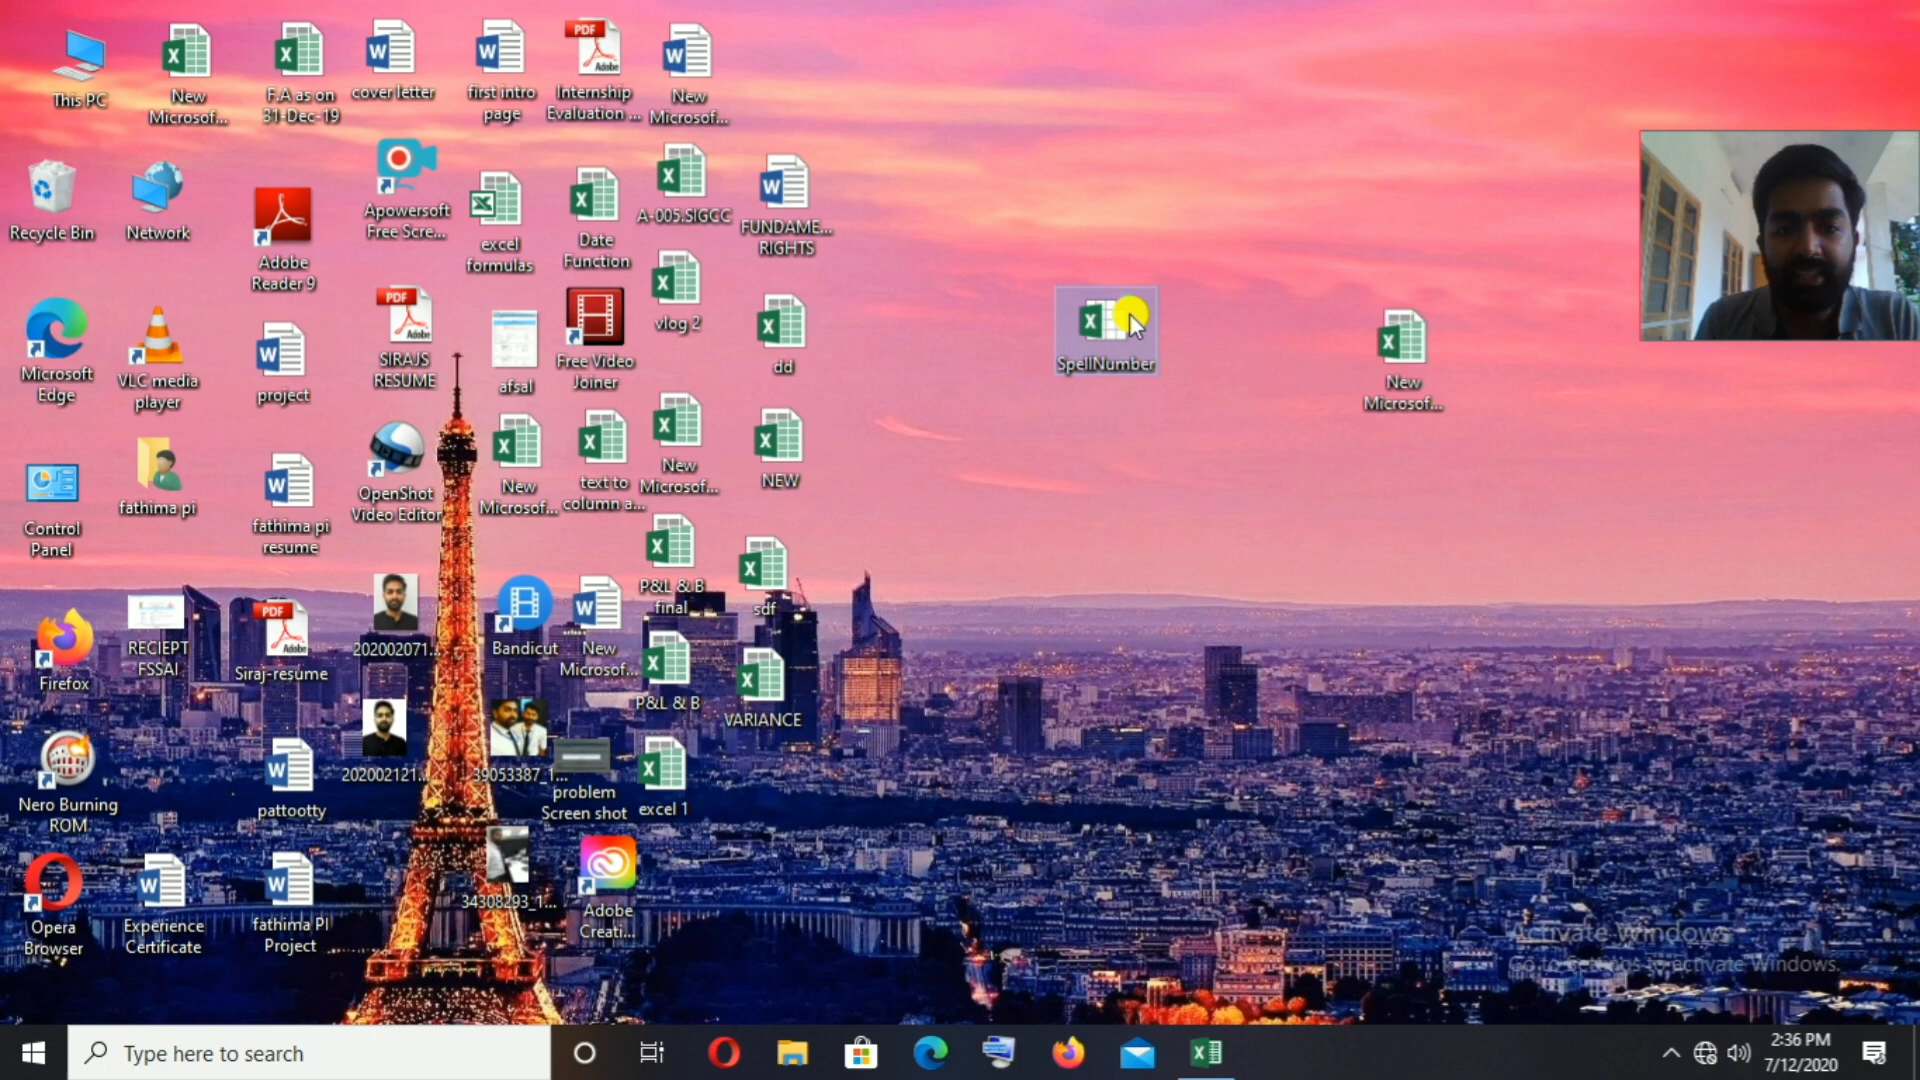 This PC
New
Microsof...
F.A as on
31-Dec-19
cover letter
first intro
page
PDF
Adobe
Internship
Evaluation ...
New
Microsof...
Recycle Bin
Network
Adobe
Reader 9
Apowersoft
Free Scre...
excel
formulas
Date
Function
A-005.SIGCC
FUNDAME...
RIGHTS
Microsoft
Edge
VLC media
player
project
PDF
Adobe
SIRAJS
RESUME
afsal
Free Video
Joiner
vlog 2
dd
SpellNumber
New
Microsof...
Control
Panel
fathima pi
fathima pi
resume
OpenShot
Video Editor
New
Microsof...
text to
column a...
New
Microsof...
NEW
Firefox
RECIEPT
FSSAI
PDF
Adobe
Siraj-resume
202002071...
Bandicut
New
Microsof...
P&L & B
final
sdf
P&L & B
VARIANCE
Nero Burning
ROM
pattootty
202002121...
39053387_1...
problem
Screen shot
excel 1
Opera
Browser
Experience
Certificate
fathima PI
Project
34308293_1...
Adobe
Creati...
Activate Windows
Go to Settings to activate Windows.
Type here to search
2:36 PM
7/12/2020